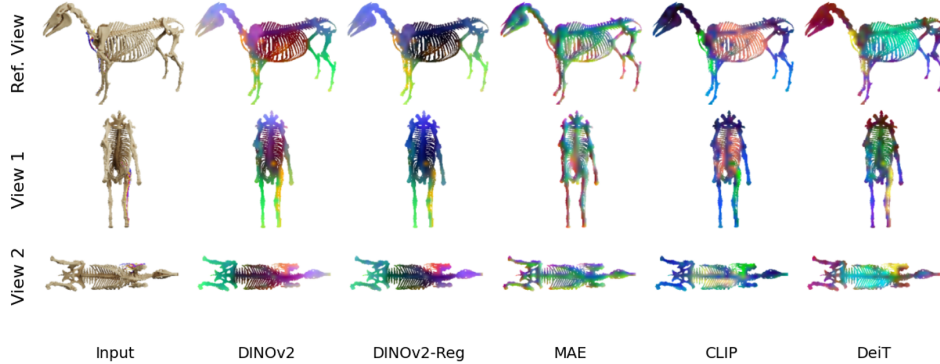 Ref. View
View 1
View 2
Input DINOv2 DINOv2-Reg MAE CLIP DeiT